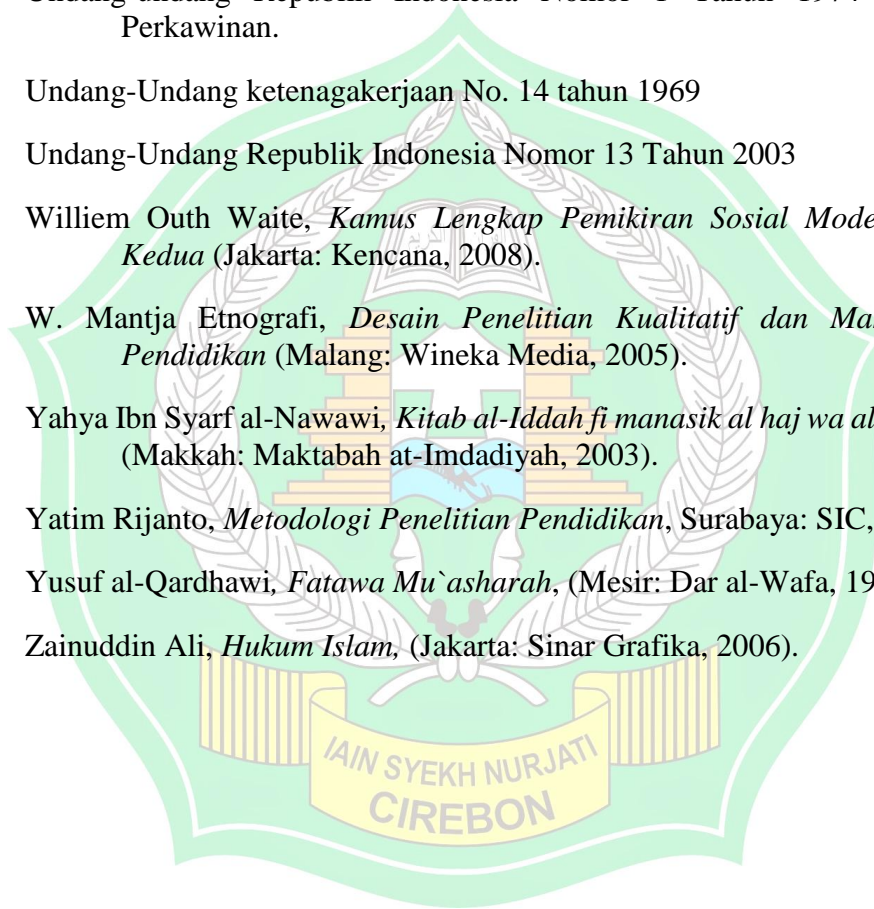 Perkawinan.
Undang-Undang ketenagakerjaan No. 14 tahun 1969
Undang-Undang Republik Indonesia Nomor 13 Tahun 2003
Williem Outh Waite, Kamus Lengkap Pemikiran Sosial Mode
Kedua (Jakarta: Kencana, 2008).
W. Mantja Etnografi, Desain Penelitian Kualitatif dan Ma
Pendidikan (Malang: Wineka Media, 2005).
Yahya Ibn Syarf al-Nawawi, Kitab al-Iddah fi manasik al haj wa al
(Makkah: Maktabah at-Imdadiyah, 2003).
Yatim Rijanto, Metodologi Penelitian Pendidikan, Surabaya: SIC,
Yusuf al-Qardhawi, Fatawa Mu`asharah, (Mesir: Dar al-Wafa, 19
Zainuddin Ali, Hukum Islam, (Jakarta: Sinar Grafika, 2006).
IAIN SYEKH NURJATI
CIREBON